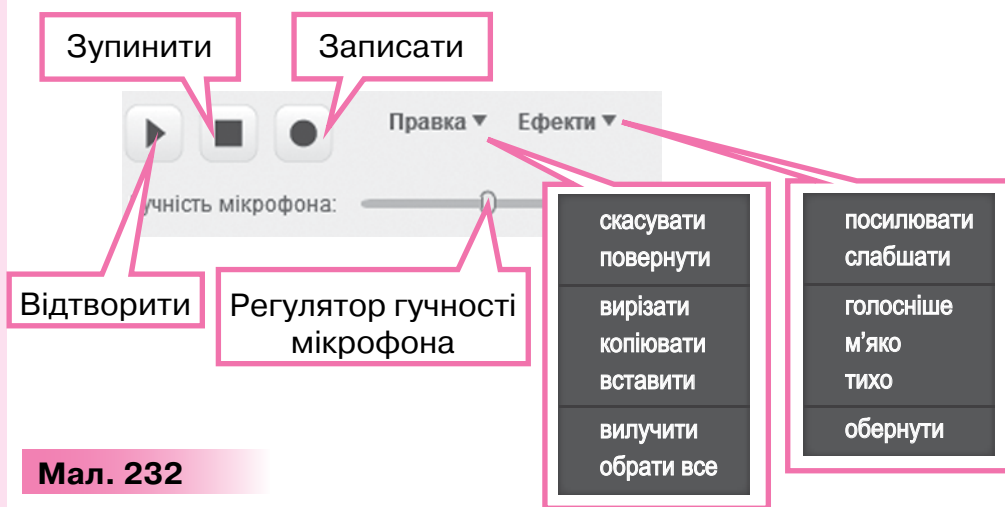 Зупинити
Записати
Правка
Ефекти
учність мікрофона:
Відтворити
Регулятор гучності
мікрофона
скасувати
повернути
вирізати
копіювати
вставити
вилучити
обрати все
посилювати
слабшати
голосніше
м’яко
тихо
обернути
Мал. 232